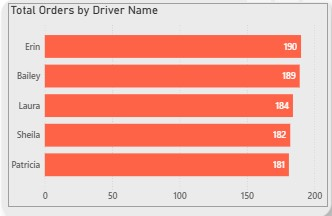 Total Orders by Driver Name
Erin 190
Bailey 189
Laura 184
Sheila 182
Patricia 181
0 50 100 150 200